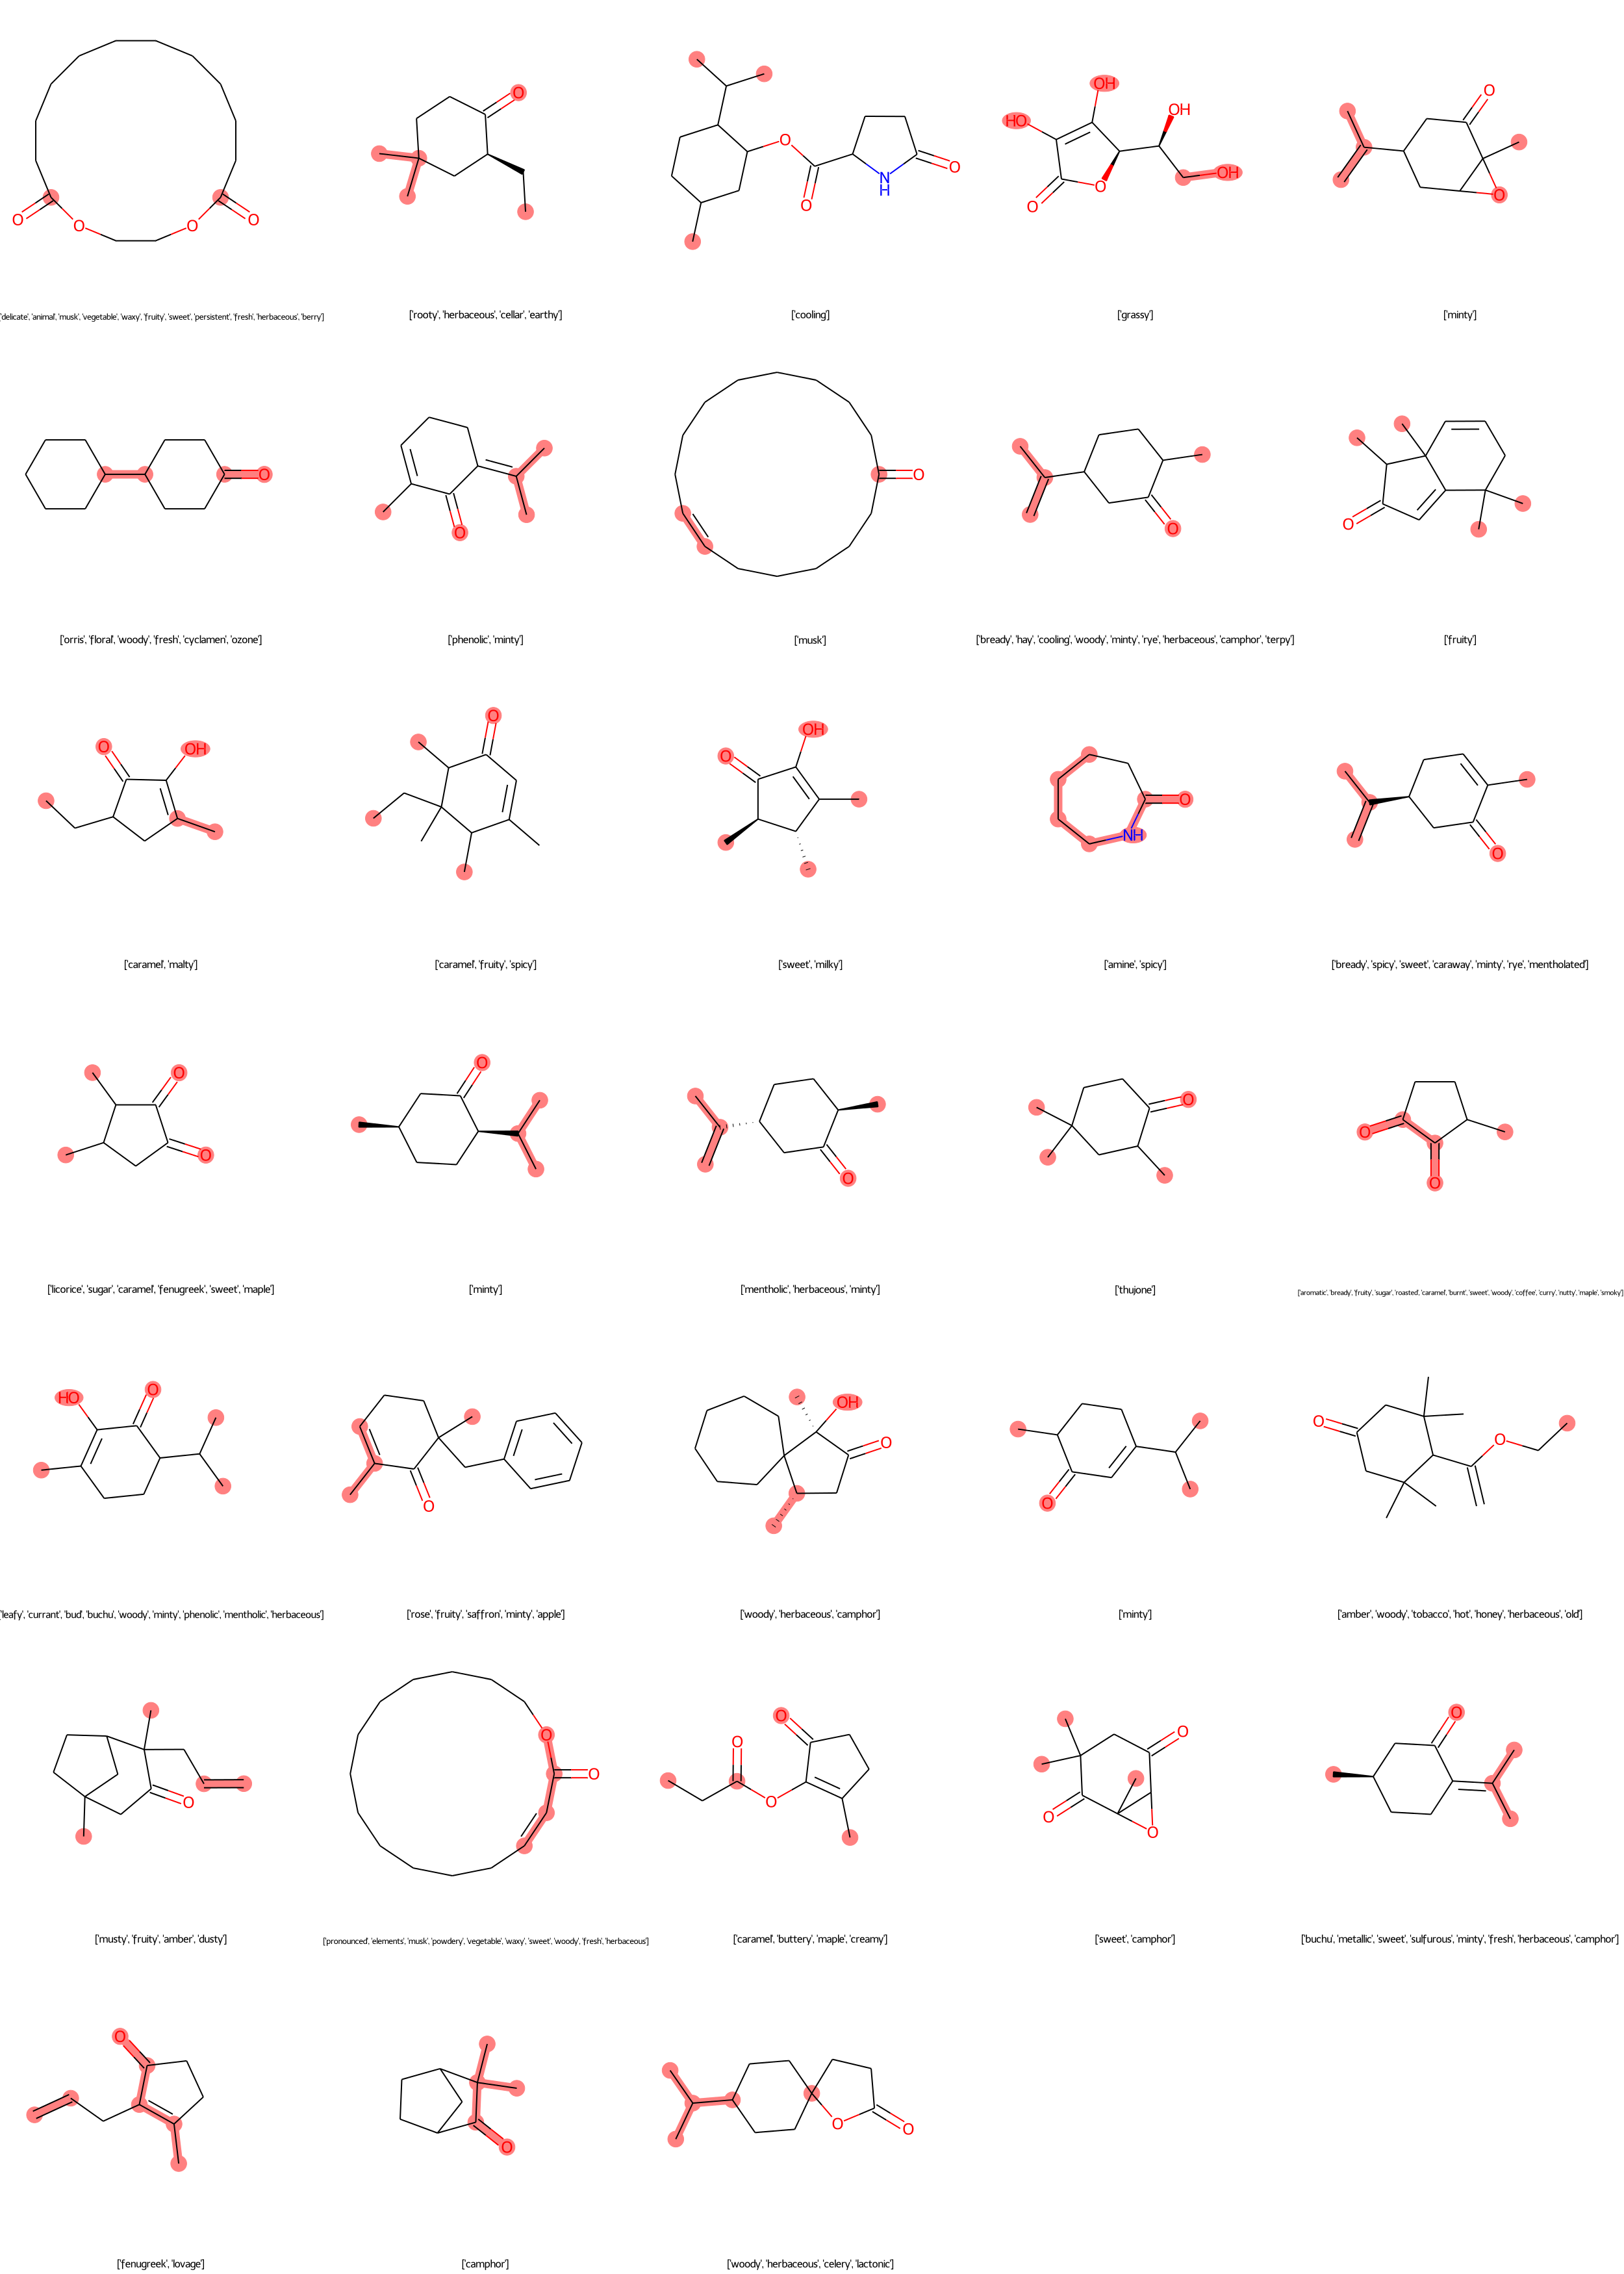 O O O O
['delicate', 'animal', 'musk', 'vegetable', 'waxy', 'fruity', 'sweet', 'persistent', 'fresh', 'herbaceous', 'berry']
O
['rooty', 'herbaceous', 'cellar', 'earthy']
O O N H O
['cooling']
HO OH OH OH O O
['grassy']
O O
['minty']
O
['orris', 'floral', 'woody', 'fresh', 'cyclamen', 'ozone']
O
['phenolic', 'minty']
O
['musk']
O
['bready', 'hay', 'cooling', 'woody', 'minty', 'rye', 'herbaceous', 'camphor', 'terpy']
O
['fruity']
O OH
['caramel', 'malty']
O
['caramel', 'fruity', 'spicy']
O OH
['sweet', 'milky']
O NH
['amine', 'spicy']
O
['bready', 'spicy', 'sweet', 'caraway', 'minty', 'rye', 'mentholated']
O O
['licorice', 'sugar', 'caramel', 'fenugreek', 'sweet', 'maple']
O
['minty']
O
['mentholic', 'herbaceous', 'minty']
O
['thujone']
O O
['aromatic', 'bready', 'fruity', 'sugar', 'roasted', 'caramel', 'burnt', 'sweet', 'woody', 'coffee', 'curry', 'nutty', 'maple', 'smoky']
HO O
['leafy', 'currant', 'bud', 'buchu', 'woody', 'minty', 'phenolic', 'mentholic', 'herbaceous']
O
['rose', 'fruity', 'saffron', 'minty', 'apple']
OH O
['woody', 'herbaceous', 'camphor']
O
['minty']
O O
['amber', 'woody', 'tobacco', 'hot', 'honey', 'herbaceous', 'old']
O
['musty', 'fruity', 'amber', 'dusty']
O O
['pronounced', 'elements', 'musk', 'powdery', 'vegetable', 'waxy', 'sweet', 'woody', 'fresh', 'herbaceous']
O O O
['caramel', 'buttery', 'maple', 'creamy']
O O O
['sweet', 'camphor']
O
['buchu', 'metallic', 'sweet', 'sulfurous', 'minty', 'fresh', 'herbaceous', 'camphor']
O
['fenugreek', 'lovage']
O
['camphor']
O O
['woody', 'herbaceous', 'celery', 'lactonic']